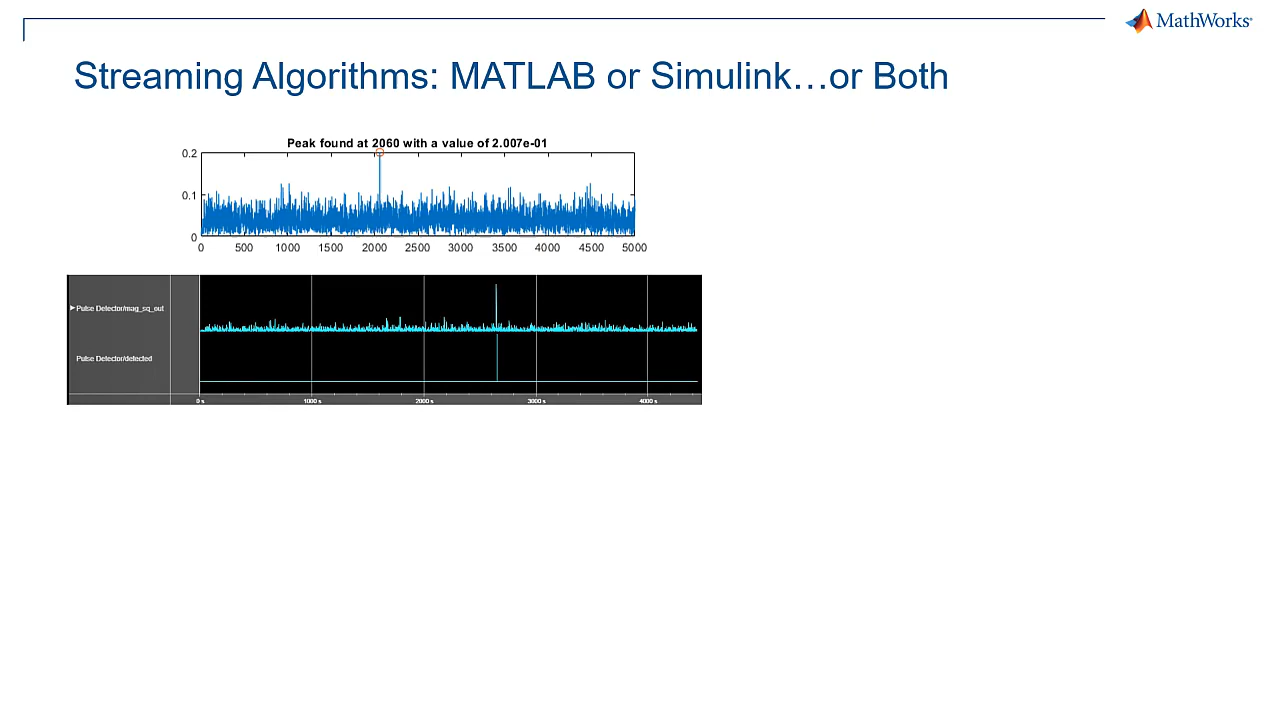 MathWorks
Streaming Algorithms: MATLAB or Simulink…or Both
Peak found at 2060 with a value of 2.007e-01
0.2
0.1
0
0 500 1000 1500 2000 2500 3000 3500 4000 4500 5000
Pulse Detector/mag_sq_out
Pulse Detector/detected
0 s 1000 s 2000 s 3000 s 4000 s